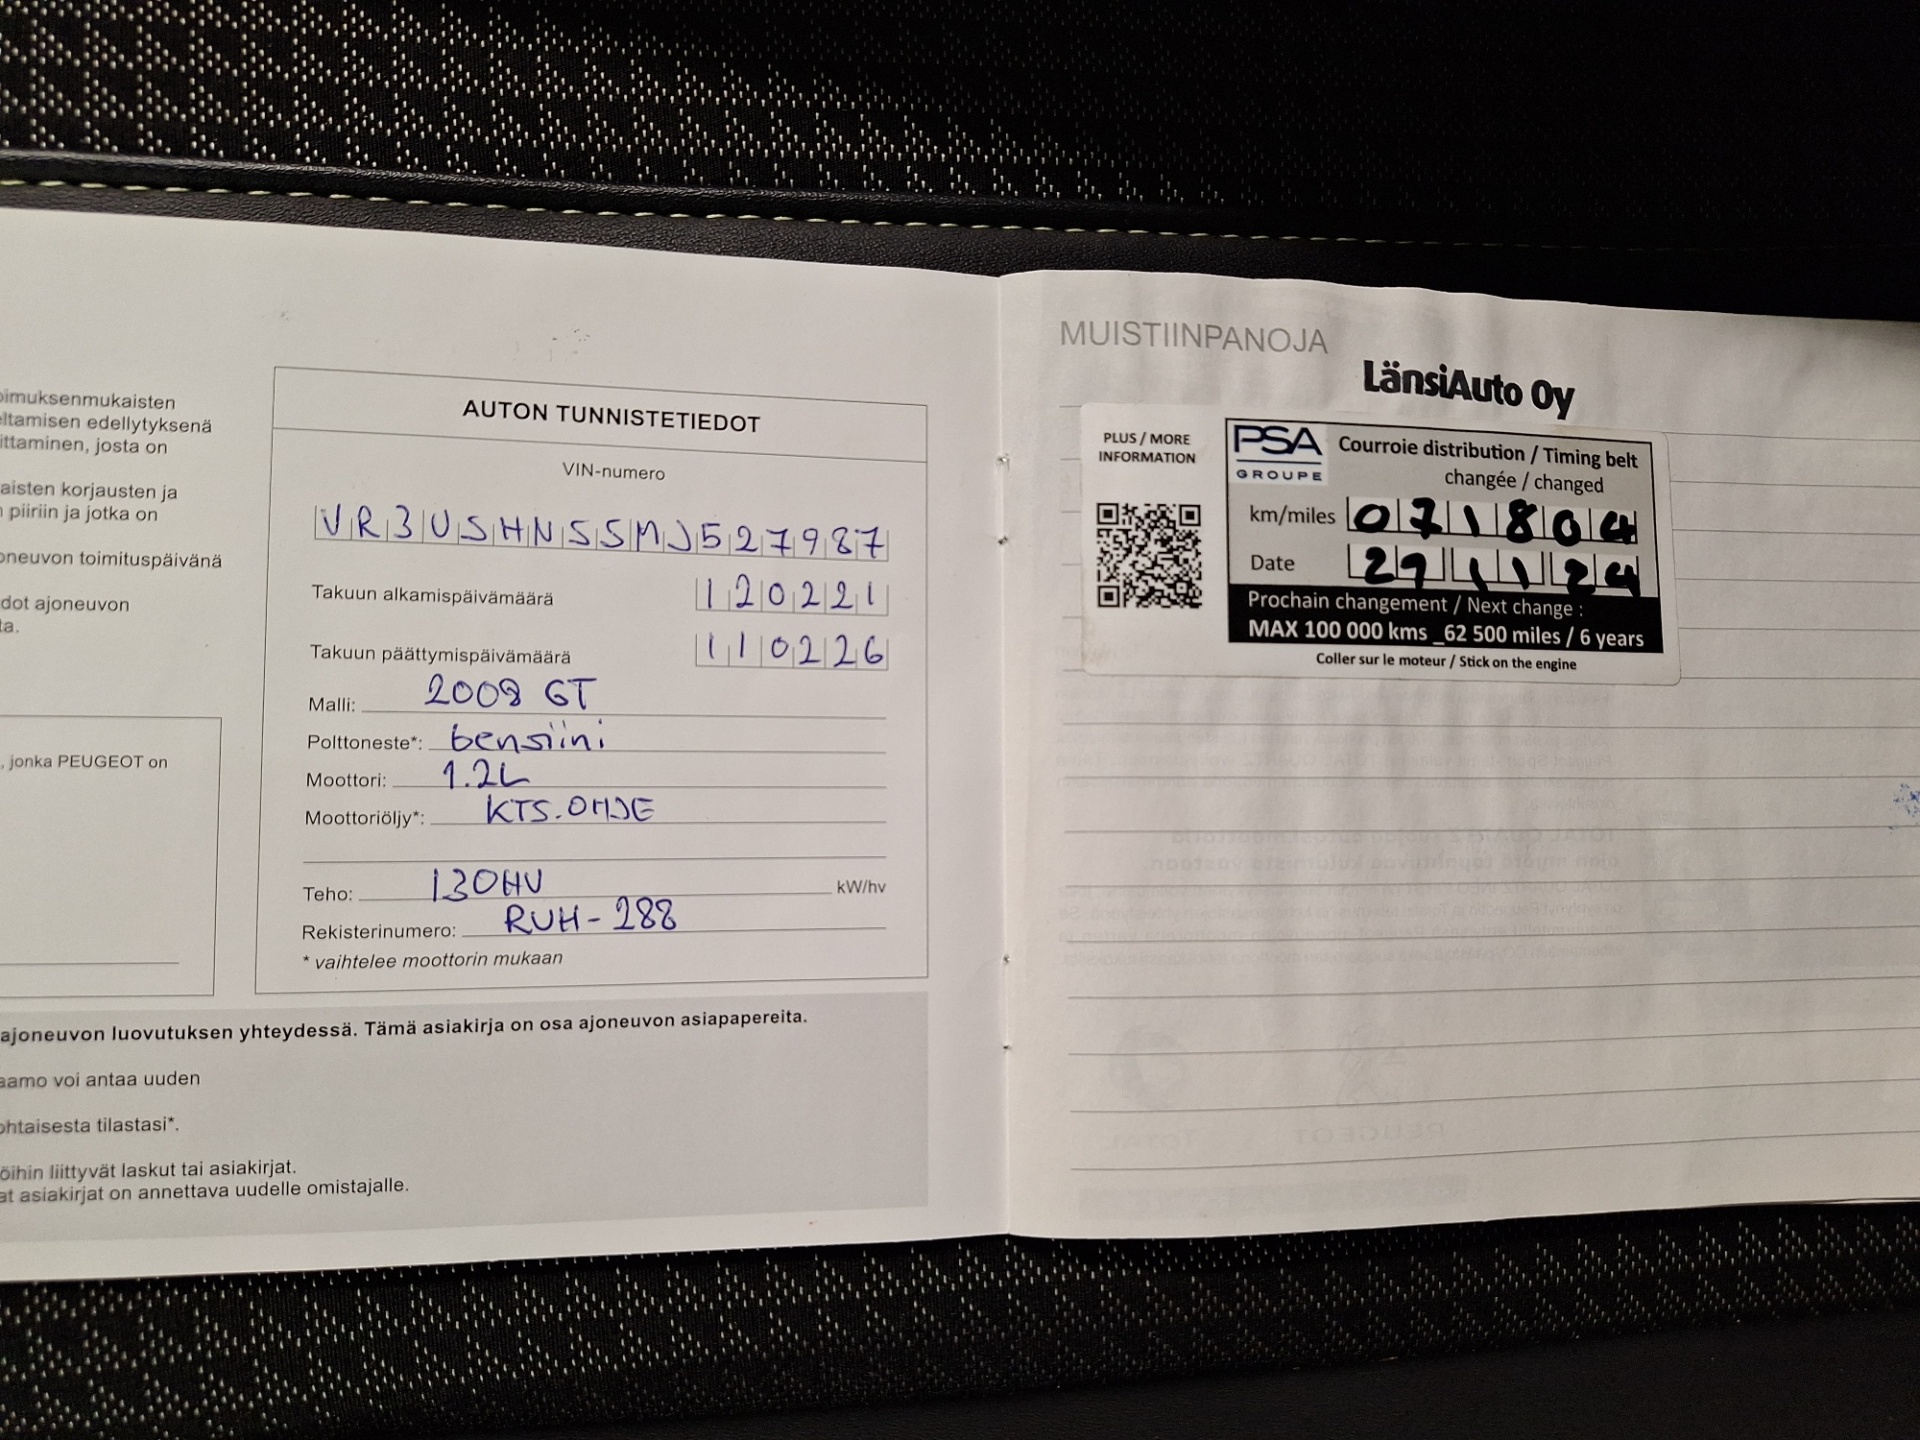 oimuksenmukaisten
eltamisen edellytyksenä
ittaminen, josta on
aisten korjausten ja
n piiriin ja jotka on
oneuvon toimituspäivänä
dot ajoneuvon
ta.
, jonka PEUGEOT on
AUTON TUNNISTETIEDOT
VIN-numero
VR3USHNSSMJ527987
Takuun alkamispäivämäärä 120221
Takuun päättymispäivämäärä 110226
Malli: 2008 GT
Polttoneste*: bensiini
Moottori: 1.2L
Moottoriöljy*: KTS.OHJE
Teho: 130HV kW/hv
Rekisterinumero: RUH-288
* vaihtelee moottorin mukaan
ajoneuvon luovutuksen yhteydessä. Tämä asiakirja on osa ajoneuvon asiapapereita.
aamo voi antaa uuden
ohtaisesta tilastasi*.
öihin liittyvät laskut tai asiakirjat.
at asiakirjat on annettava uudelle omistajalle.
MUISTIINPANOJA
LänsiAuto Oy
PLUS / MORE
INFORMATION
PSA
GROUPE
Courroie distribution / Timing belt
changée / changed
km/miles 071804
Date 271124
Prochain changement / Next change :
MAX 100 000 kms _62 500 miles / 6 years
Coller sur le moteur / Stick on the engine